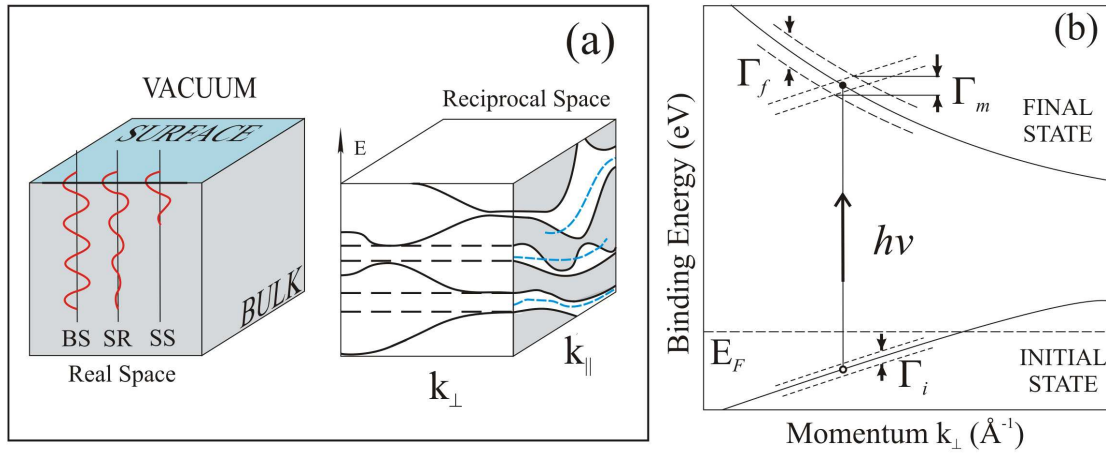 (a)
VACUUM
SURFACE
BULK
BS SR SS
Real Space
Reciprocal Space
E
k∥
k⊥
(b)
Binding Energy (eV)
Γf
Γm
FINAL
STATE
hν
EF
Γi
INITIAL
STATE
Momentum k⊥ (Å⁻¹)